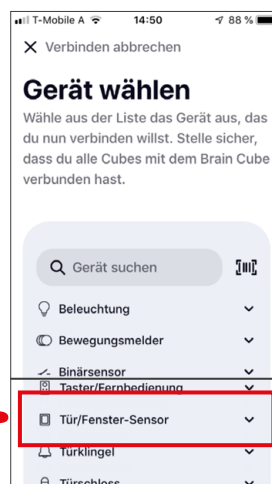 T-Mobile A 14:50 88 %
Verbinden abbrechen
Gerät wählen
Wähle aus der Liste das Gerät aus, das
du nun verbinden willst. Stelle sicher,
dass du alle Cubes mit dem Brain Cube
verbunden hast.
Gerät suchen
Beleuchtung
Bewegungsmelder
Binärsensor
Taster/Fernbedienung
Tür/Fenster-Sensor
Türklingel
Türschloss